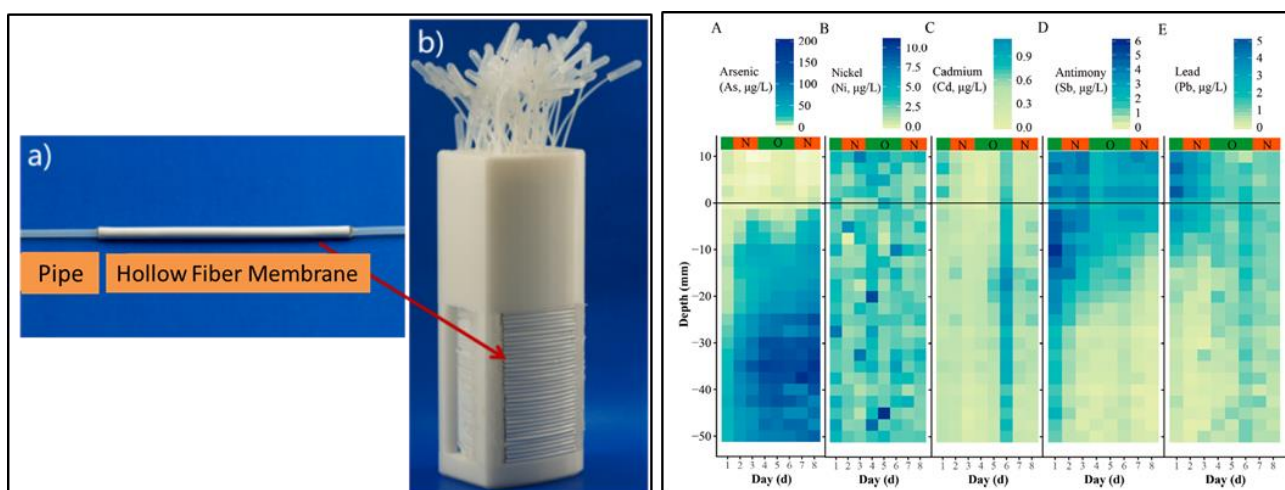 a)
Pipe
Hollow Fiber Membrane
b)
A
Arsenic
(As, µg/L)
200
150
100
50
0
B
Nickel
(Ni, µg/L)
10.0
7.5
5.0
2.5
0.0
C
Cadmium
(Cd, µg/L)
0.9
0.6
0.3
0.0
D
Antimony
(Sb, µg/L)
6
5
4
3
2
1
0
E
Lead
(Pb, µg/L)
5
4
3
2
1
0
N O N
N O N
N O N
N O N
N O N
Depth (mm)
10
0
−10
−20
−30
−40
−50
1 2 3 4 5 6 7 8
1 2 3 4 5 6 7 8
1 2 3 4 5 6 7 8
1 2 3 4 5 6 7 8
1 2 3 4 5 6 7 8
Day (d)
Day (d)
Day (d)
Day (d)
Day (d)